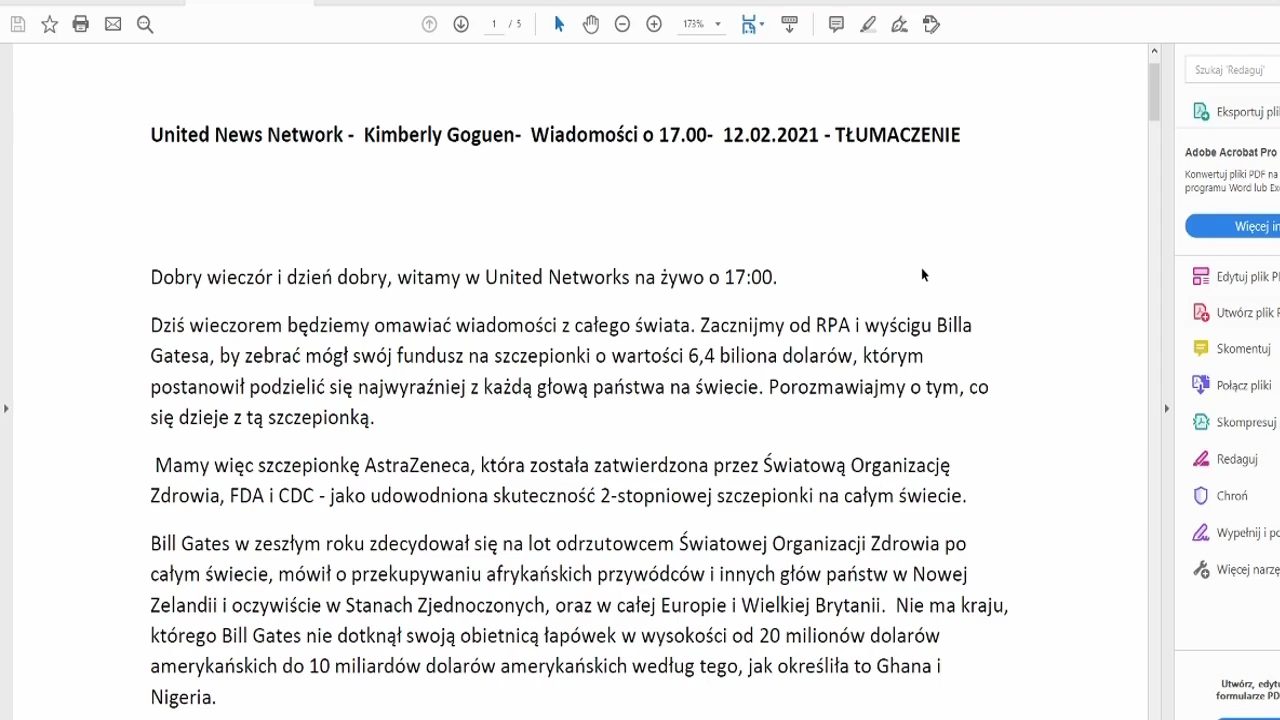 1 / 5
173%
Szukaj 'Redaguj'
United News Network - Kimberly Goguen- Wiadomości o 17.00- 12.02.2021 - TŁUMACZENIE
Dobry wieczór i dzień dobry, witamy w United Networks na żywo o 17:00.
Dziś wieczorem będziemy omawiać wiadomości z całego świata. Zacznijmy od RPA i wyścigu Billa
Gatesa, by zebrać mógł swój fundusz na szczepionki o wartości 6,4 biliona dolarów, którym
postanowił podzielić się najwyraźniej z każdą głową państwa na świecie. Porozmawiajmy o tym, co
się dzieje z tą szczepionką.
Mamy więc szczepionkę AstraZeneca, która została zatwierdzona przez Światową Organizację
Zdrowia, FDA i CDC - jako udowodniona skuteczność 2-stopniowej szczepionki na całym świecie.
Bill Gates w zeszłym roku zdecydował się na lot odrzutowcem Światowej Organizacji Zdrowia po
całym świecie, mówił o przekupywaniu afrykańskich przywódców i innych głów państw w Nowej
Zelandii i oczywiście w Stanach Zjednoczonych, oraz w całej Europie i Wielkiej Brytanii. Nie ma kraju,
którego Bill Gates nie dotknął swoją obietnicą łapówek w wysokości od 20 milionów dolarów
amerykańskich do 10 miliardów dolarów amerykańskich według tego, jak określiła to Ghana i
Nigeria.
Eksportuj pli
Adobe Acrobat Pro
Konwertuj pliki PDF na
programu Word lub Exc
Więcej in
Edytuj plik P
Utwórz plik P
Skomentuj
Połącz pliki
Skompresuj
Redaguj
Chroń
Wypełnij i po
Więcej narzę
Utwórz, edytu
formularze PD